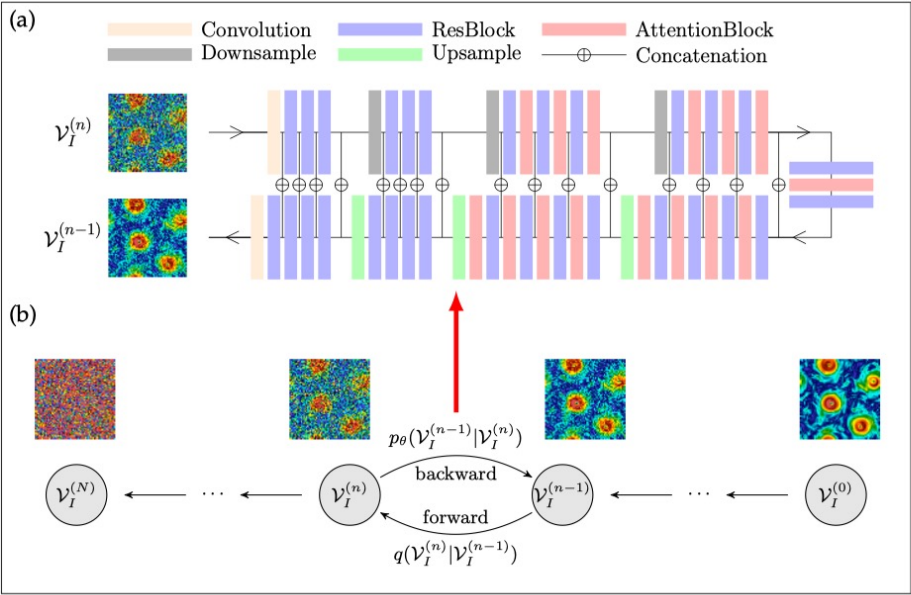 (a)
Convolution ResBlock AttentionBlock
Downsample Upsample Concatenation
𝒱_I^{(n)}
𝒱_I^{(n-1)}
(b)
p_θ(𝒱_I^{(n-1)}|𝒱_I^{(n)})
backward
𝒱_I^{(N)} ... 𝒱_I^{(n)} 𝒱_I^{(n-1)} ... 𝒱_I^{(0)}
forward
q(𝒱_I^{(n)}|𝒱_I^{(n-1)})